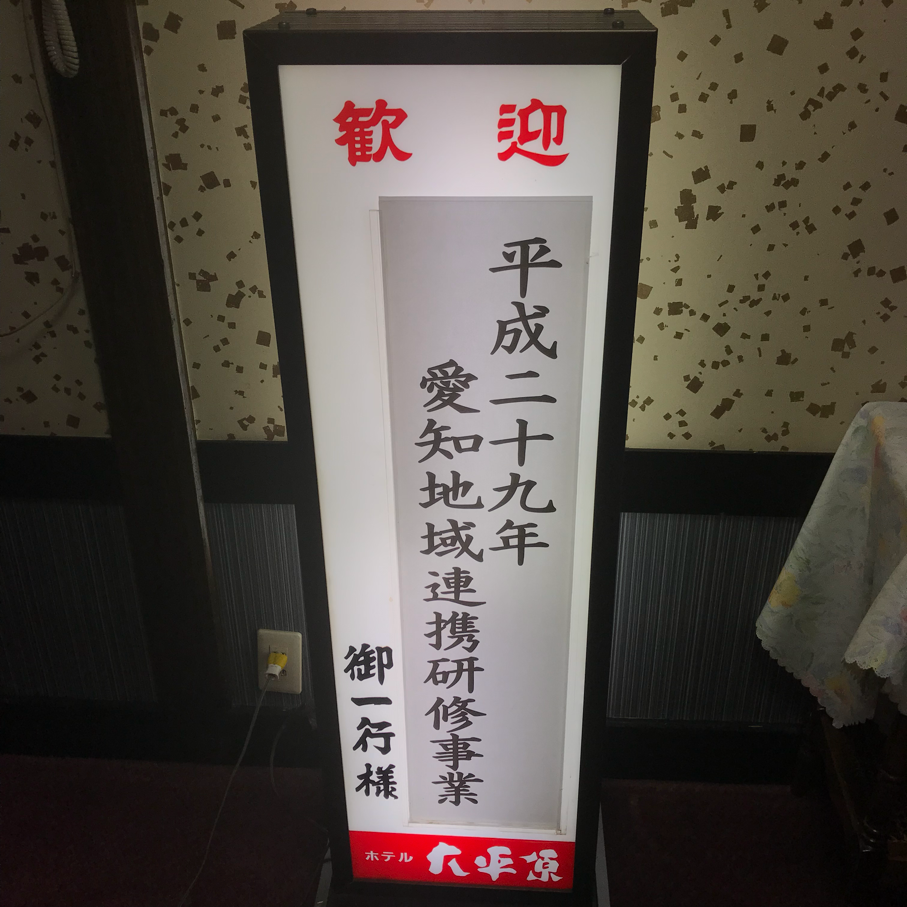 歓迎
平成二十九年
愛知地域連携研修事業
御一行様
ホテル 大平原